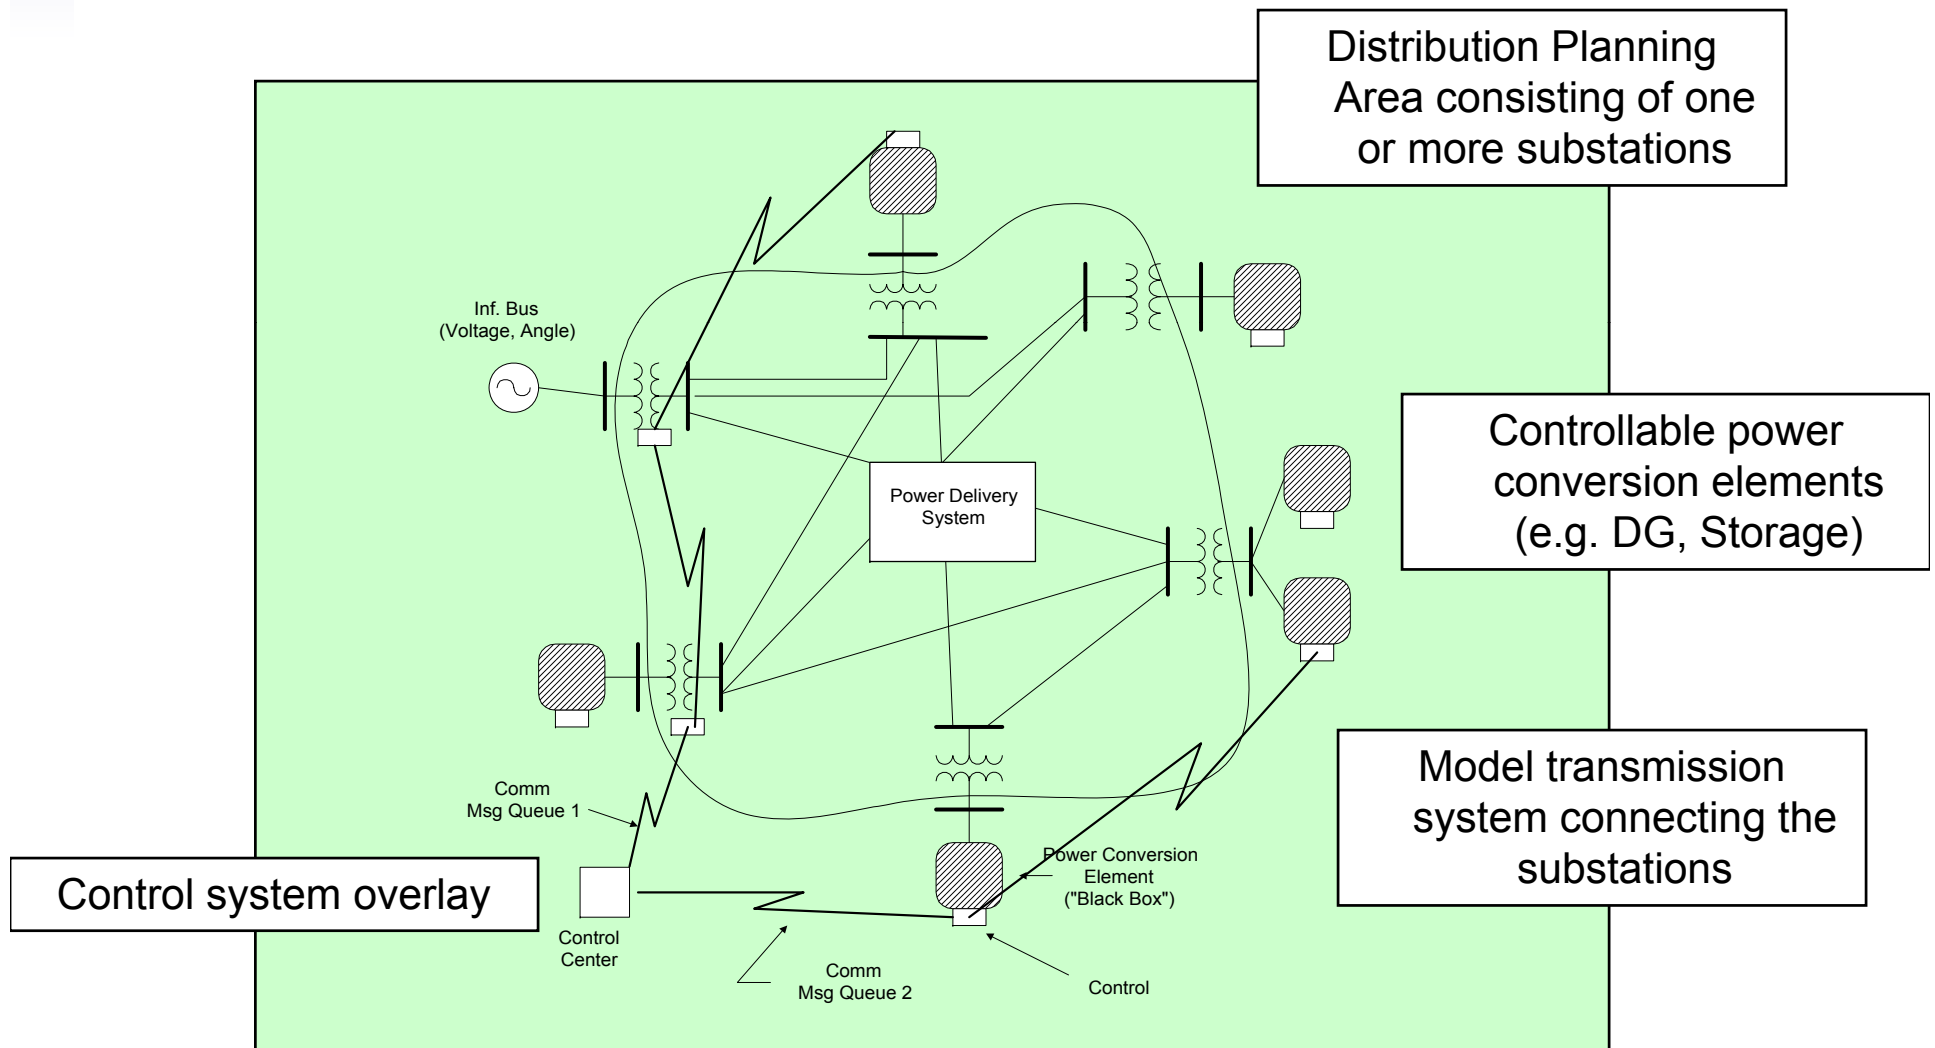 Distribution Planning
Area consisting of one
or more substations
Inf. Bus
(Voltage, Angle)
Controllable power
conversion elements
(e.g. DG, Storage)
Power Delivery
System
Model transmission
system connecting the
substations
Comm
Msg Queue 1
Control system overlay
Power Conversion
Element
("Black Box")
Control
Center
Comm
Msg Queue 2
Control